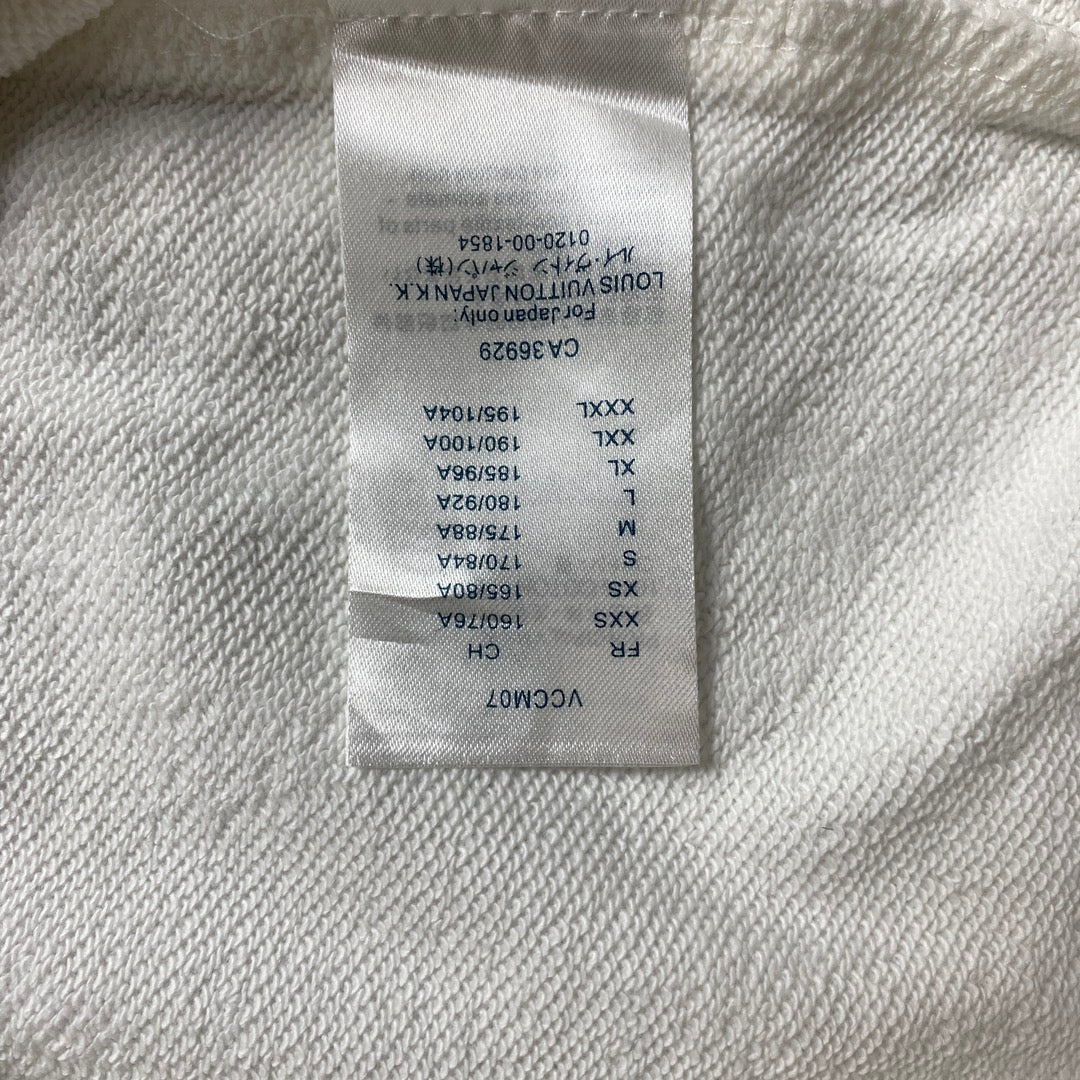 VCCM07
FR CH
XXS 160/76A
XS 165/80A
S 170/84A
M 175/88A
L 180/92A
XL 185/96A
XXL 190/100A
XXXL 195/104A
CA36929
For Japan only:
LOUIS VUITTON JAPAN K.K.
ルイ・ヴィトン ジャパン(株)
0120-00-1854